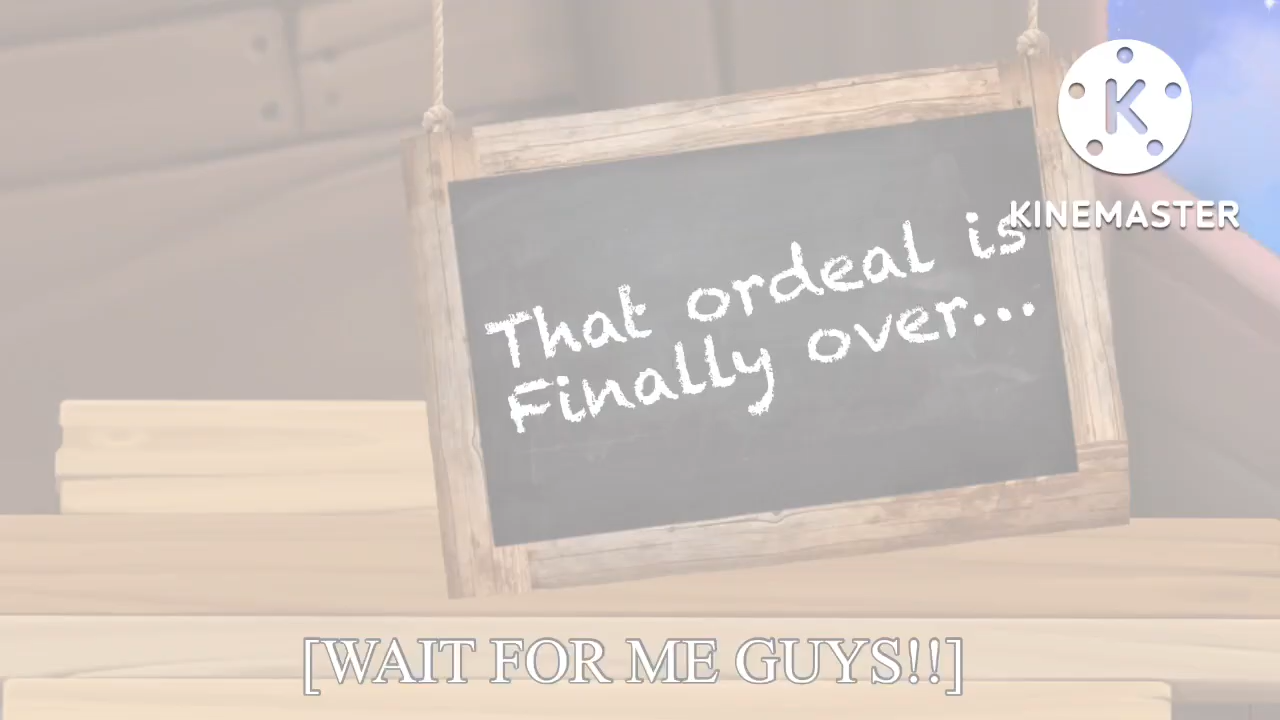 K
KINEMASTER
That ordeal is
Finally over...
[WAIT FOR ME GUYS!!]